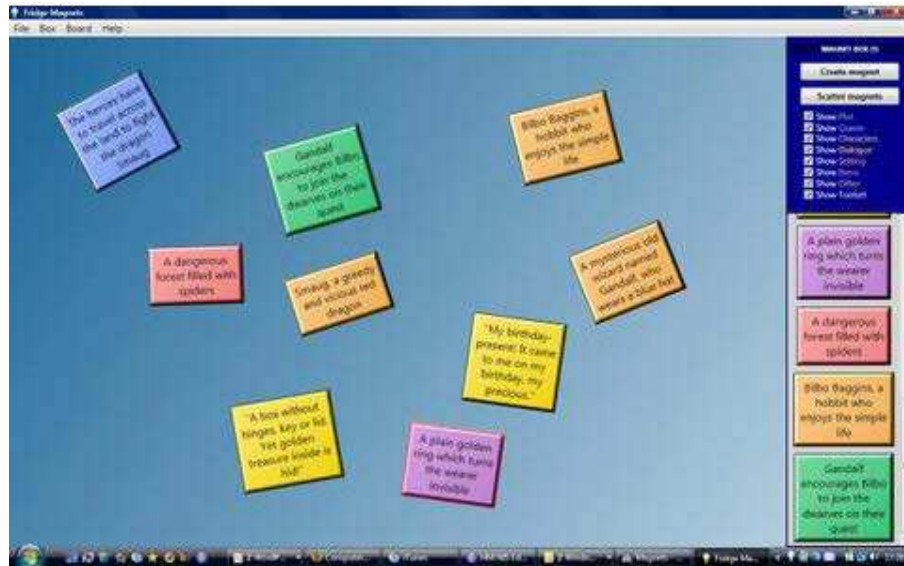 Fridge Magnets
File Box Board Help
The heroes have
to travel across
the land to fight
the dragon
Smaug
Gandalf
encourages Bilbo
to join the
dwarves on their
quest
Bilbo Baggins, a
hobbit who
enjoys the simple
life
A dangerous
forest filled with
spiders
Smaug, a greedy
and vicious red
dragon
A mysterious old
wizard named
Gandalf, who
wears a blue hat
"My birthday-
present! It came
to me on my
birthday, my
precious."
"A box without
hinges, key or lid.
Yet golden
treasure inside is
hid!"
A plain golden
ring which turns
the wearer
invisible
MAGNET BOX
Create magnet
Scatter magnets
Show Plot
Show
Show Characters
Show Dialogue
Show Setting
Show Items
Show Other
Show
A plain golden
ring which turns
the wearer
invisible
A dangerous
forest filled with
spiders
Bilbo Baggins, a
hobbit who
enjoys the simple
life
Gandalf
encourages Bilbo
to join the
dwarves on their
quest
iTunes
Fridge Ma...